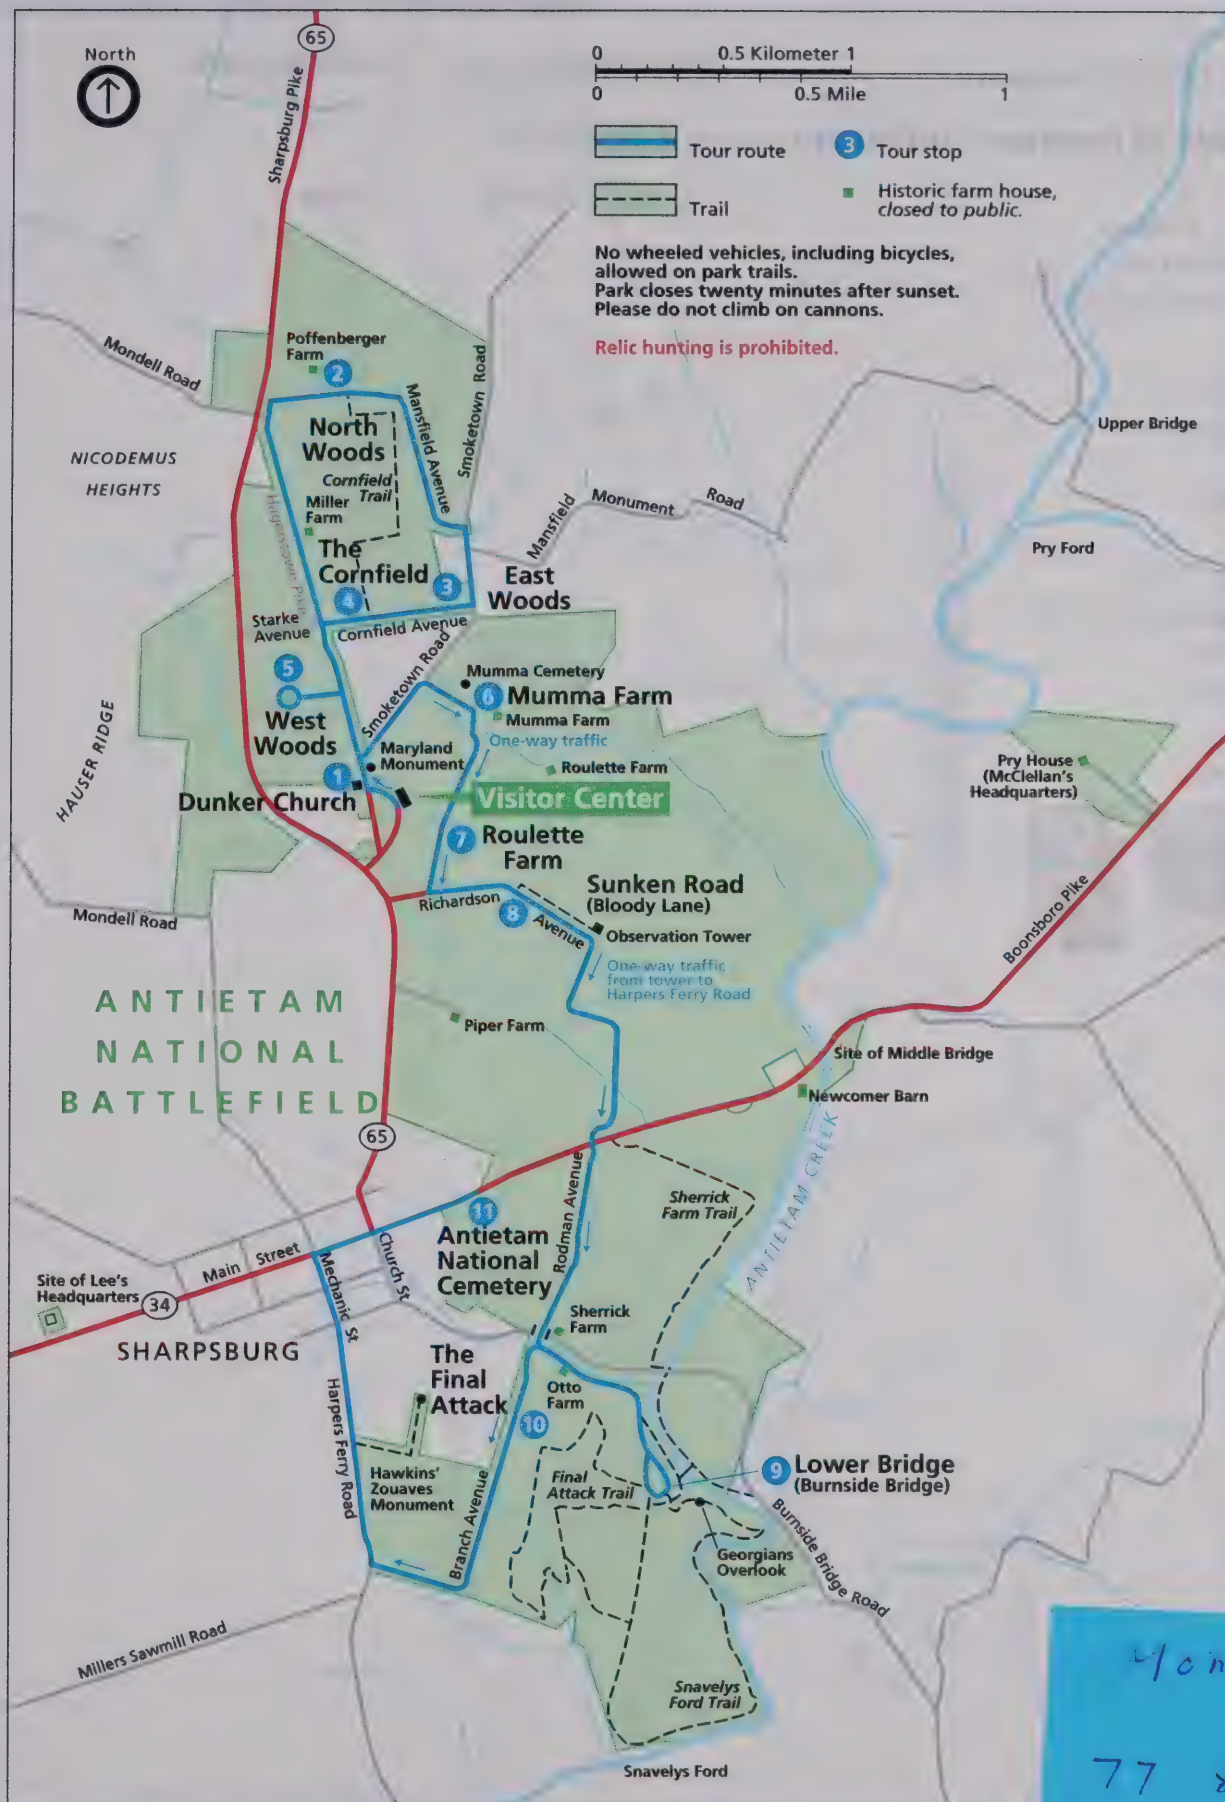 North
65
Sharpsburg Pike
0 0.5 Kilometer 1
0 0.5 Mile 1
Tour route
3 Tour stop
Trail
Historic farm house,
closed to public.
No wheeled vehicles, including bicycles,
allowed on park trails.
Park closes twenty minutes after sunset.
Please do not climb on cannons.
Relic hunting is prohibited.
Mondell Road
Poffenberger
Farm
2
Mansfield Avenue
Smoketown Road
Upper Bridge
North
Woods
NICODEMUS
HEIGHTS
Cornfield
Trail
Miller
Farm
Hagerstown Pike
Mansfield Monument Road
Pry Ford
The
Cornfield
3
4
East
Woods
Starke
Avenue
Cornfield Avenue
5
Smoketown Road
Mumma Cemetery
6 Mumma Farm
Mumma Farm
One-way traffic
West
Woods
HAUSER RIDGE
Maryland
Monument
Roulette Farm
Pry House
(McClellan's
Headquarters)
1
Dunker Church
Visitor Center
7 Roulette
Farm
Sunken Road
(Bloody Lane)
Richardson Avenue
8
Observation Tower
Mondell Road
Boonsboro Pike
One-way traffic
from tower to
Harpers Ferry Road
ANTIETAM
NATIONAL
BATTLEFIELD
Piper Farm
Site of Middle Bridge
Newcomer Barn
65
ANTIETAM CREEK
Rodman Avenue
Sherrick
Farm Trail
11
Antietam
National
Cemetery
Church St
Main Street
Mechanic St
Site of Lee's
Headquarters
34
SHARPSBURG
Sherrick
Farm
The
Final
Attack
Otto
Farm
10
Harpers Ferry Road
9 Lower Bridge
(Burnside Bridge)
Hawkins'
Zouaves
Monument
Final
Attack Trail
Branch Avenue
Georgians
Overlook
Burnside Bridge Road
Millers Sawmill Road
Snavelys
Ford Trail
Snavelys Ford
77